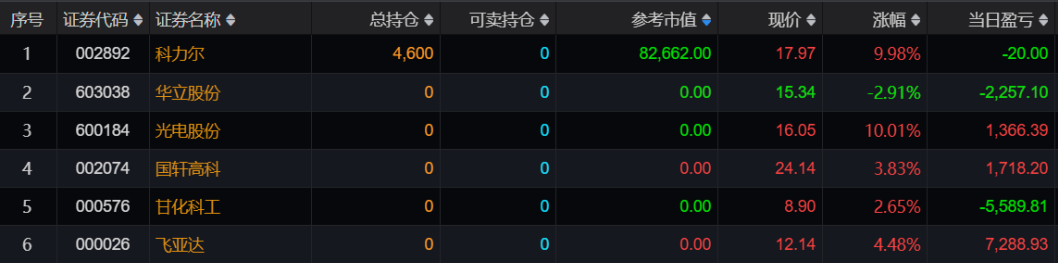 序号 证券代码 证券名称 总持仓 可卖持仓 参考市值 现价 涨幅 当日盈亏
1 002892 科力尔 4,600 0 82,662.00 17.97 9.98% -20.00
2 603038 华立股份 0 0 0.00 15.34 -2.91% -2,257.10
3 600184 光电股份 0 0 0.00 16.05 10.01% 1,366.39
4 002074 国轩高科 0 0 0.00 24.14 3.83% 1,718.20
5 000576 甘化科工 0 0 0.00 8.90 2.65% -5,589.81
6 000026 飞亚达 0 0 0.00 12.14 4.48% 7,288.93